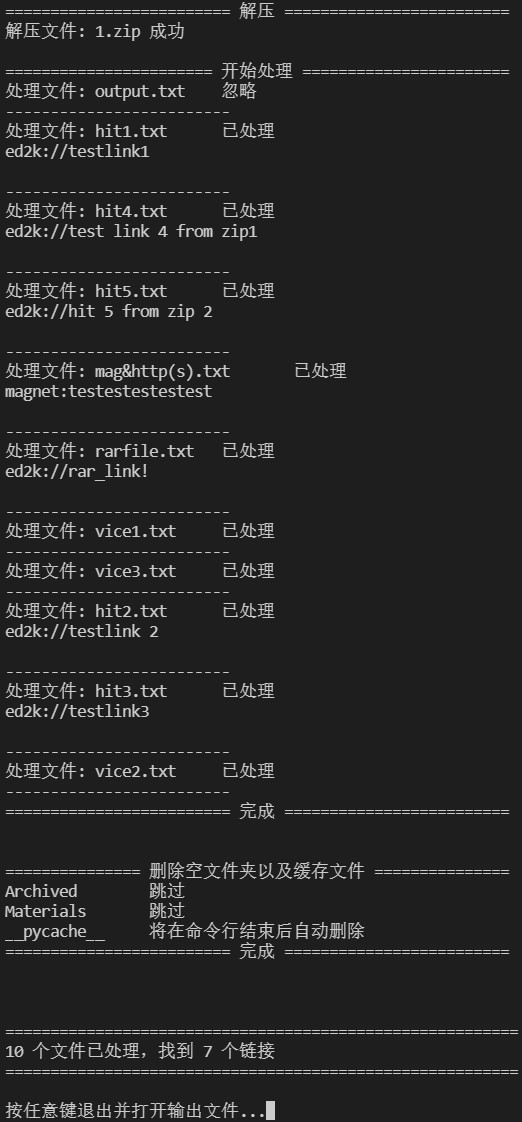 ========================= 解压 =========================
解压文件: 1.zip 成功
======================= 开始处理 =======================
处理文件: output.txt    忽略
-------------------------
处理文件: hit1.txt      已处理
ed2k://testlink1
-------------------------
处理文件: hit4.txt      已处理
ed2k://test link 4 from zip1
-------------------------
处理文件: hit5.txt      已处理
ed2k://hit 5 from zip 2
-------------------------
处理文件: mag&http(s).txt       已处理
magnet:testestestestest
-------------------------
处理文件: rarfile.txt   已处理
ed2k://rar_link!
-------------------------
处理文件: vice1.txt     已处理
-------------------------
处理文件: vice3.txt     已处理
-------------------------
处理文件: hit2.txt      已处理
ed2k://testlink 2
-------------------------
处理文件: hit3.txt      已处理
ed2k://testlink3
-------------------------
处理文件: vice2.txt     已处理
-------------------------
========================= 完成 =========================
=============== 删除空文件夹以及缓存文件 ===============
Archived        跳过
Materials       跳过
__pycache__     将在命令行结束后自动删除
========================= 完成 =========================
=========================================================
10 个文件已处理，找到 7 个链接
=========================================================
按任意键退出并打开输出文件...